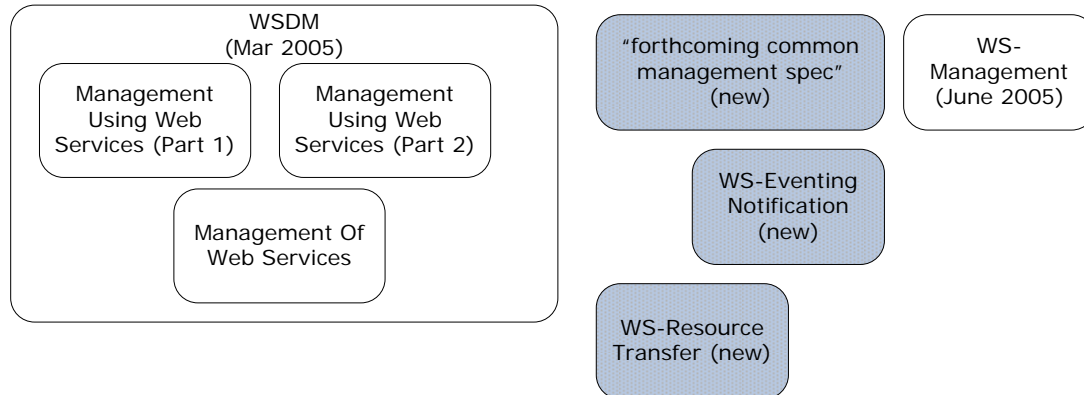 WSDM
(Mar 2005)
Management
Using Web
Services (Part 1)
Management
Using Web
Services (Part 2)
Management Of
Web Services
“forthcoming common
management spec”
(new)
WS-
Management
(June 2005)
WS-Eventing
Notification
(new)
WS-Resource
Transfer (new)